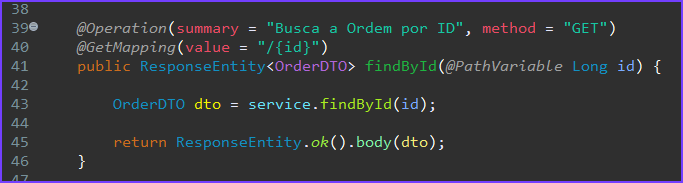 38
39 @Operation(summary = "Busca a Ordem por ID", method = "GET")
40 @GetMapping(value = "/{id}")
41 public ResponseEntity<OrderDTO> findById(@PathVariable Long id) {
42
43 OrderDTO dto = service.findById(id);
44
45 return ResponseEntity.ok().body(dto);
46 }
47